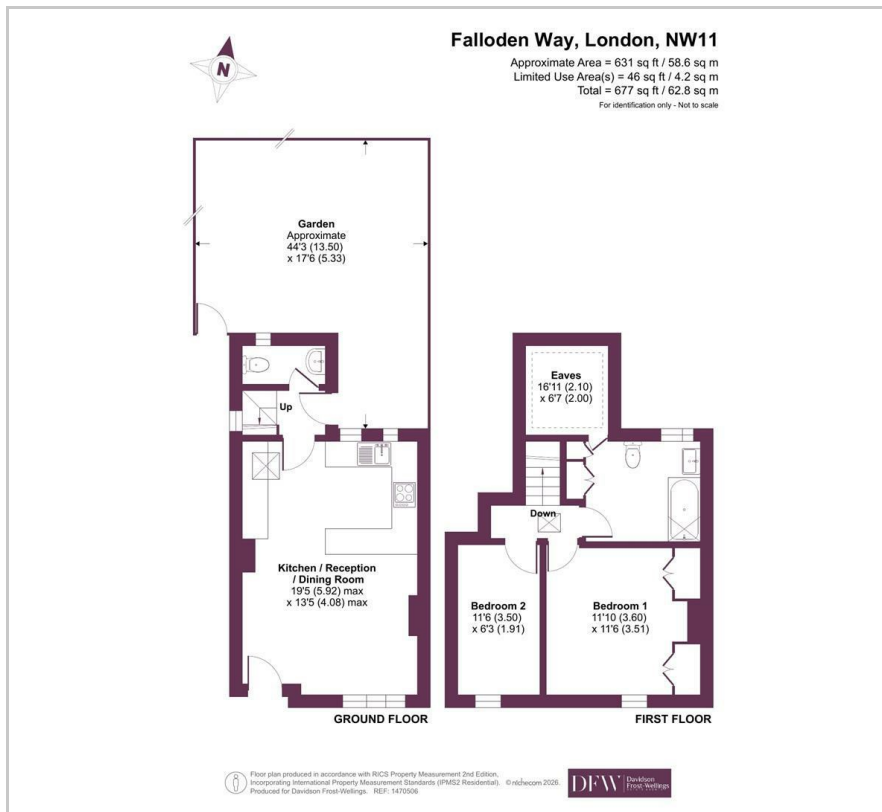 Falloden Way, London, NW11
Approximate Area = 631 sq ft / 58.6 sq m
Limited Use Area(s) = 46 sq ft / 4.2 sq m
Total = 677 sq ft / 62.8 sq m
For identification only - Not to scale
N
Garden
Approximate
44'3 (13.50)
x 17'6 (5.33)
Up
Kitchen / Reception
/ Dining Room
19'5 (5.92) max
x 13'5 (4.08) max
GROUND FLOOR
Eaves
16'11 (2.10)
x 6'7 (2.00)
Down
Bedroom 2
11'6 (3.50)
x 6'3 (1.91)
Bedroom 1
11'10 (3.60)
x 11'6 (3.51)
FIRST FLOOR
Floor plan produced in accordance with RICS Property Measurement 2nd Edition,
Incorporating International Property Measurement Standards (IPMS2 Residential). © nichecom 2026.
Produced for Davidson Frost-Wellings. REF: 1470506
DFW
Davidson
Frost-Wellings